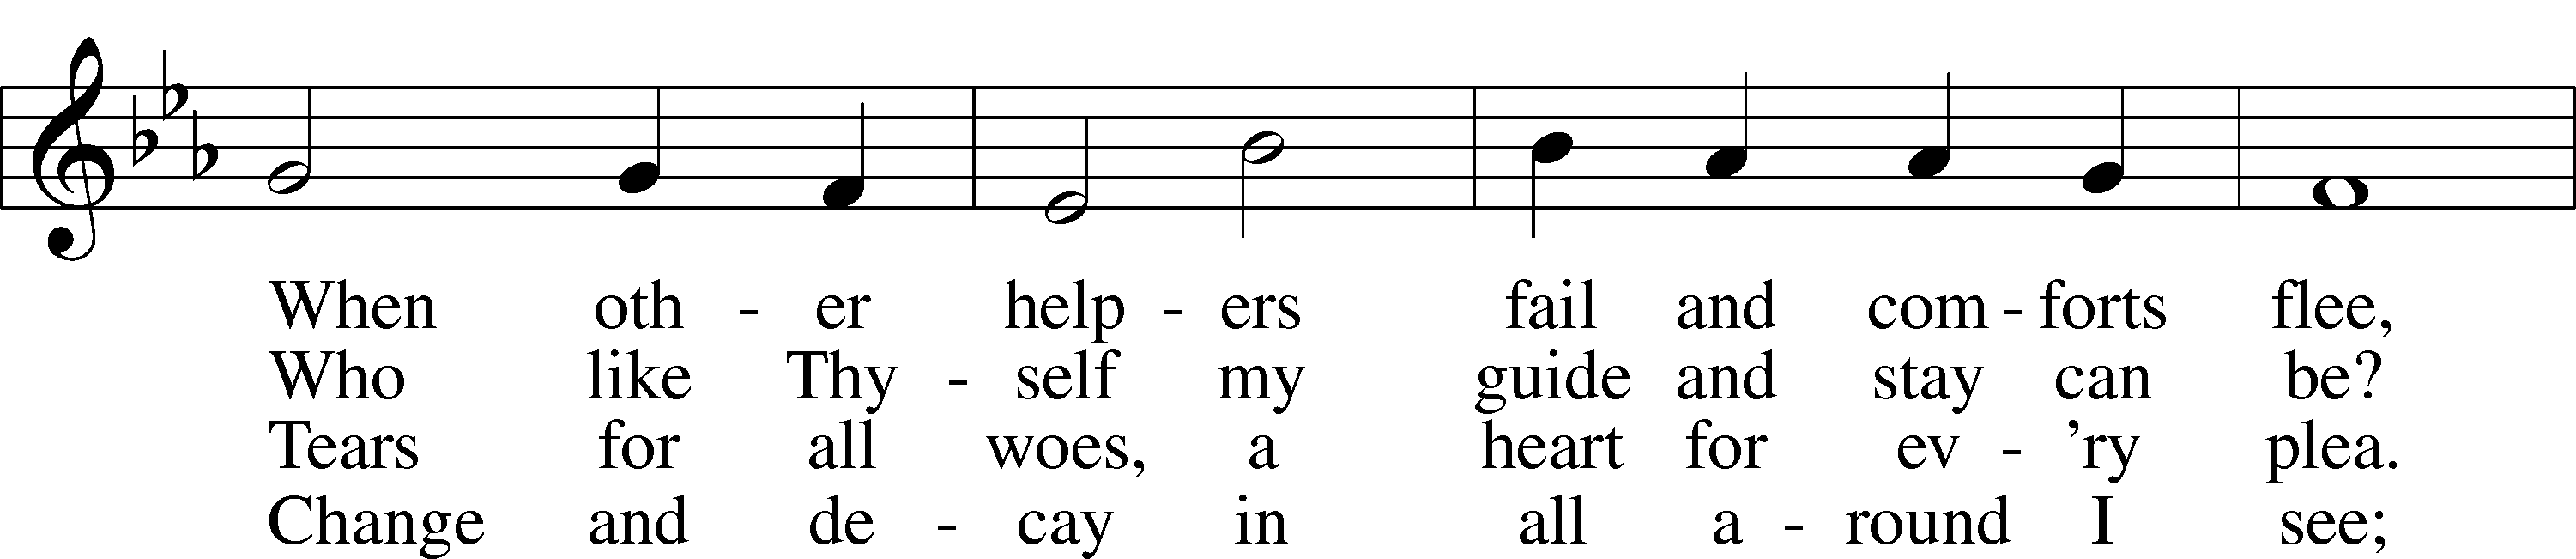 When oth - er help - ers fail and com - forts flee,
Who like Thy - self my guide and stay can be?
Tears for all woes, a heart for ev - 'ry plea.
Change and de - cay in all a - round I see;